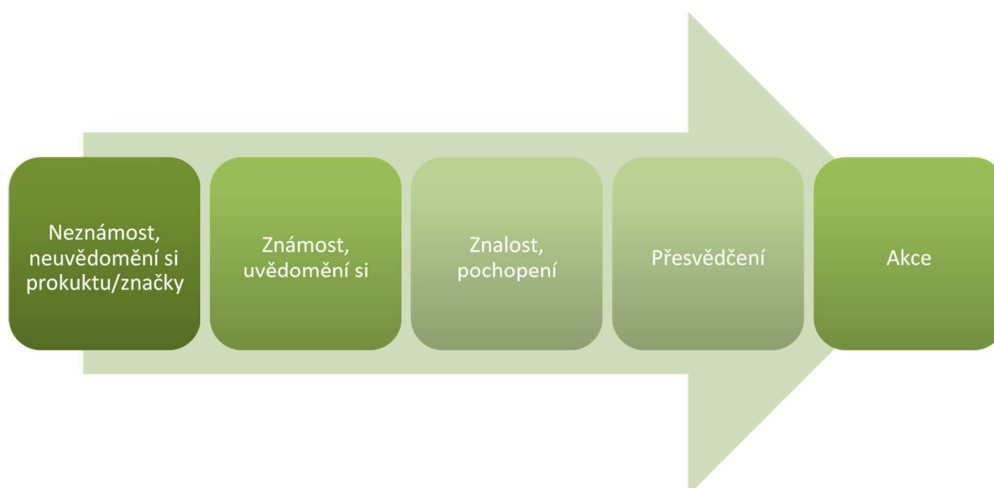 Neznámost,
neuvědomění si
prokuktu/značky
Známost,
uvědomění si
Znalost,
pochopení
Přesvědčení
Akce